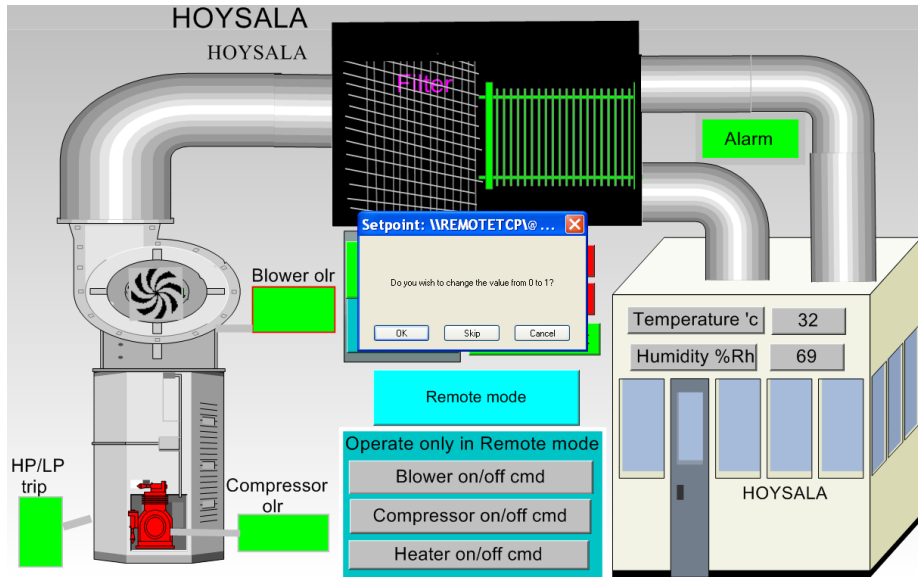 HOYSALA
HOYSALA
Filter
Alarm
Setpoint: \\REMOTETCP\@ ...
Do you wish to change the value from 0 to 1?
OK
Skip
Cancel
Blower olr
Temperature 'c
32
Humidity %Rh
69
Remote mode
Operate only in Remote mode
Blower on/off cmd
Compressor on/off cmd
Heater on/off cmd
HP/LP
trip
Compressor
olr
HOYSALA